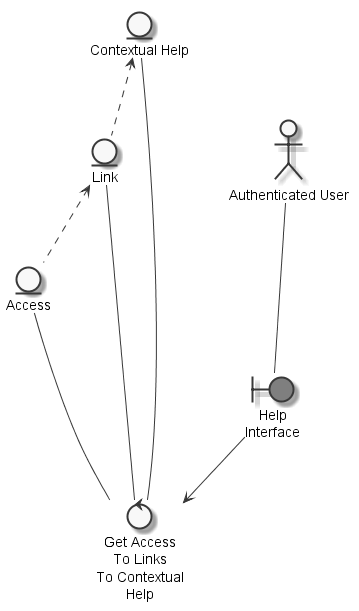 Contextual Help
Link
Authenticated User
Access
Help
Interface
Get Access
To Links
To Contextual
Help